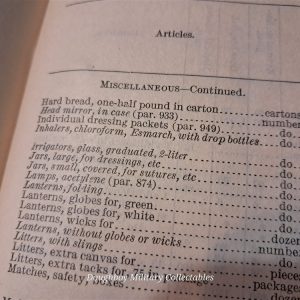 Articles.
MISCELLANEOUS—Continued.
Hard bread, one-half pound in carton..........cartons
Head mirror, in case (par. 933)..........number
Individual dressing packets (par. 949)..........do.
Inhalers, chloroform, Esmarch, with drop bottles...do.
Irrigators, glass, graduated, 2-liter..........do.
Jars, large, for dressings, etc..........do.
Jars, small, covered, for sutures, etc..........do.
Lamps, acetylene (par. 874)..........do.
Lanterns, folding..........do.
Lanterns, globes for, green..........do.
Lanterns, globes for, white..........do.
Lanterns, wicks for..........dozen
Lanterns, without globes or wicks..........number
Litters, with slings..........do.
Litters, extra canvas for..........pieces
Litters, extra tacks for..........package
Matches, safety, boxes..........do.
Doughboy Military Collectables